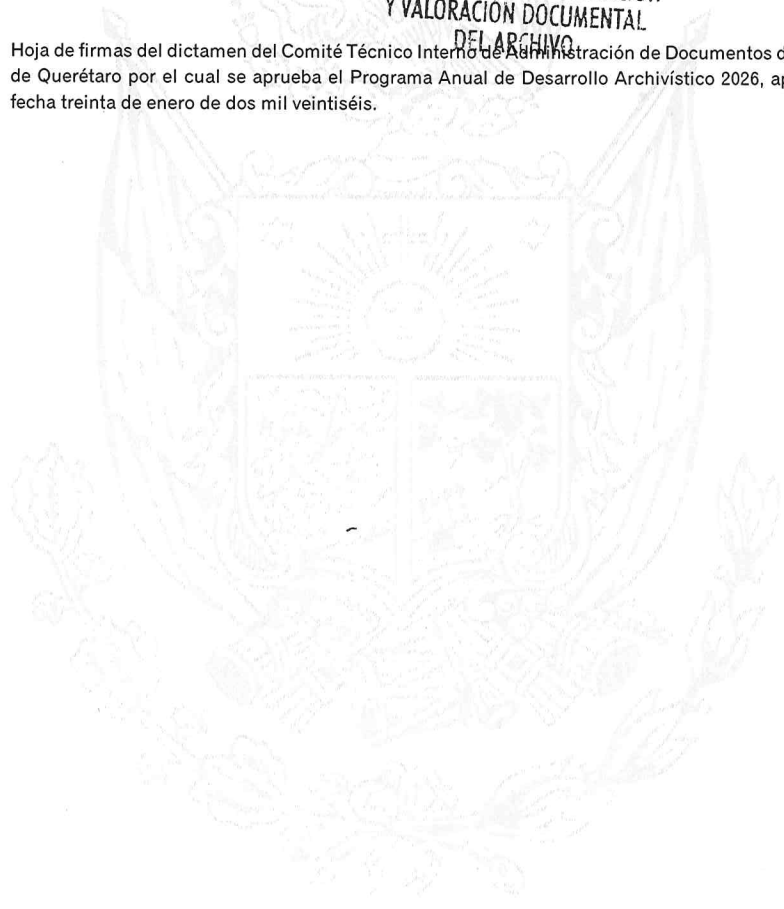 Y VALORACIÓN DOCUMENTAL
DEL ARCHIVO
Hoja de firmas del dictamen del Comité Técnico Interno de Administración de Documentos d
de Querétaro por el cual se aprueba el Programa Anual de Desarrollo Archivístico 2026, ap
fecha treinta de enero de dos mil veintiséis.